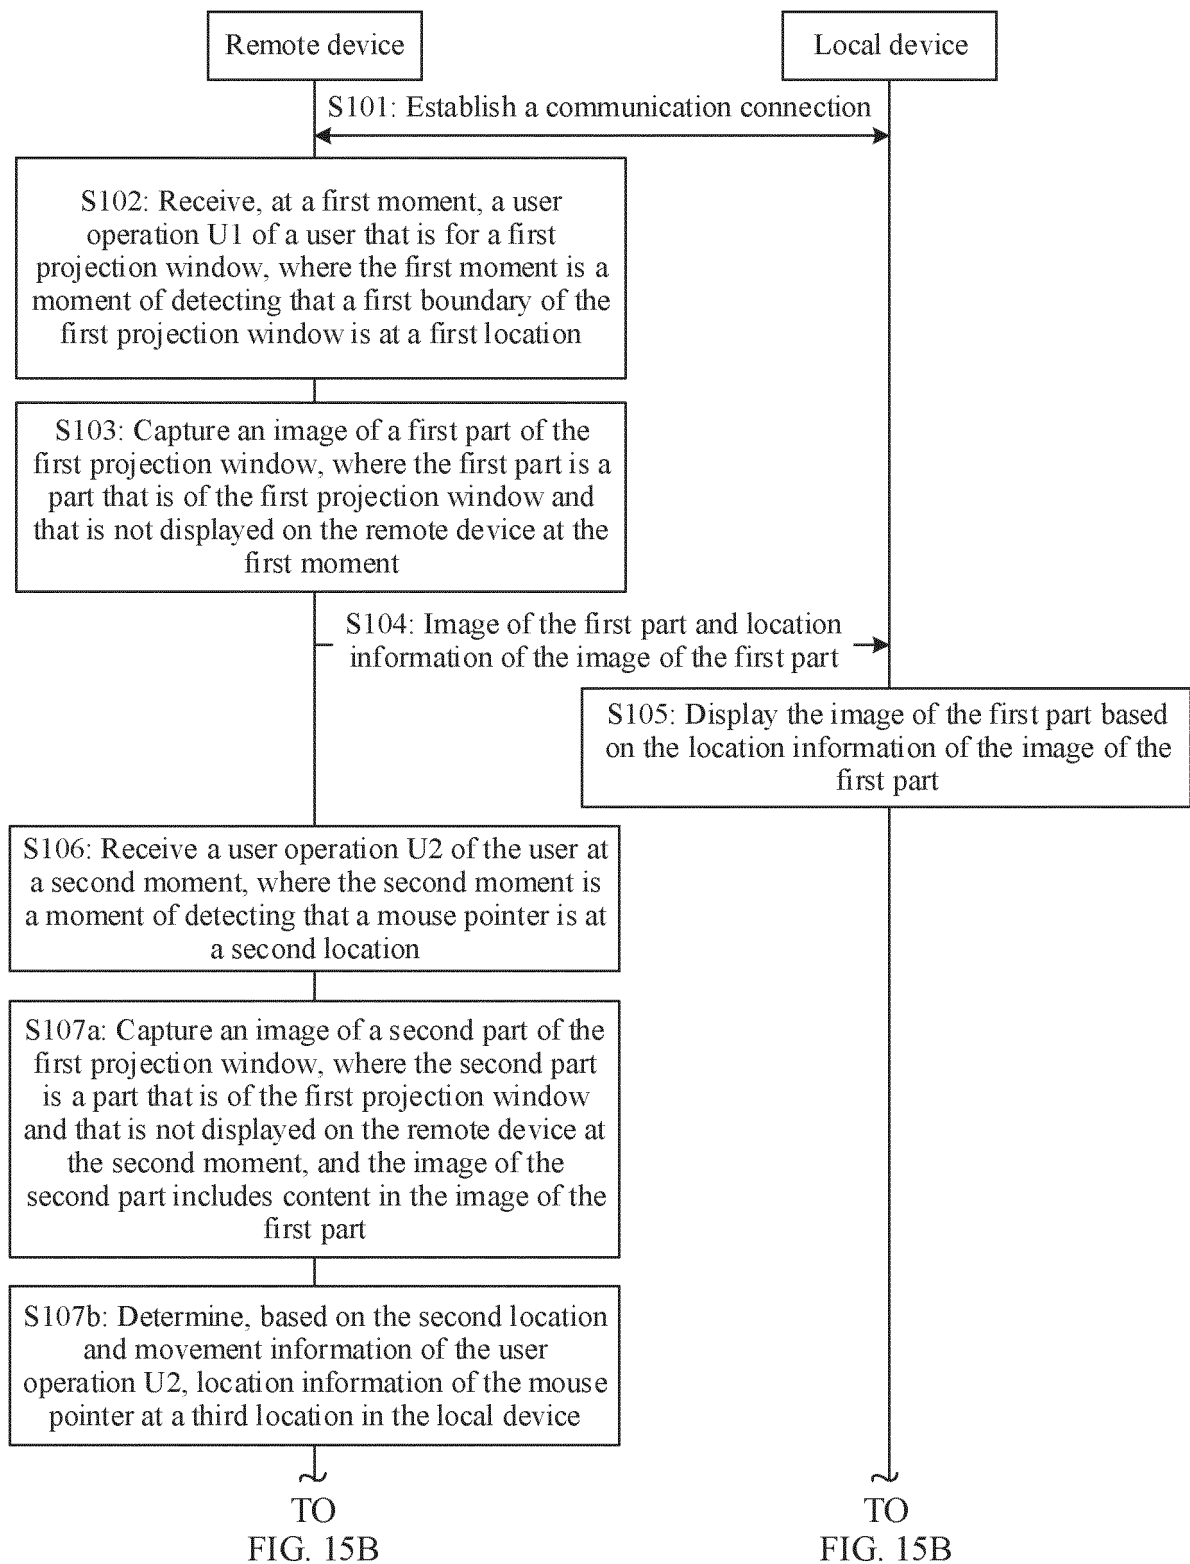 Remote device
Local device
S101: Establish a communication connection
S102: Receive, at a first moment, a user
operation U1 of a user that is for a first
projection window, where the first moment is a
moment of detecting that a first boundary of the
first projection window is at a first location
S103: Capture an image of a first part of the
first projection window, where the first part is a
part that is of the first projection window and
that is not displayed on the remote device at the
first moment
S104: Image of the first part and location
information of the image of the first part
S105: Display the image of the first part based
on the location information of the image of the
first part
S106: Receive a user operation U2 of the user at
a second moment, where the second moment is
a moment of detecting that a mouse pointer is at
a second location
S107a: Capture an image of a second part of the
first projection window, where the second part
is a part that is of the first projection window
and that is not displayed on the remote device at
the second moment, and the image of the
second part includes content in the image of the
first part
S107b: Determine, based on the second location
and movement information of the user
operation U2, location information of the mouse
pointer at a third location in the local device
TO
FIG. 15B
TO
FIG. 15B